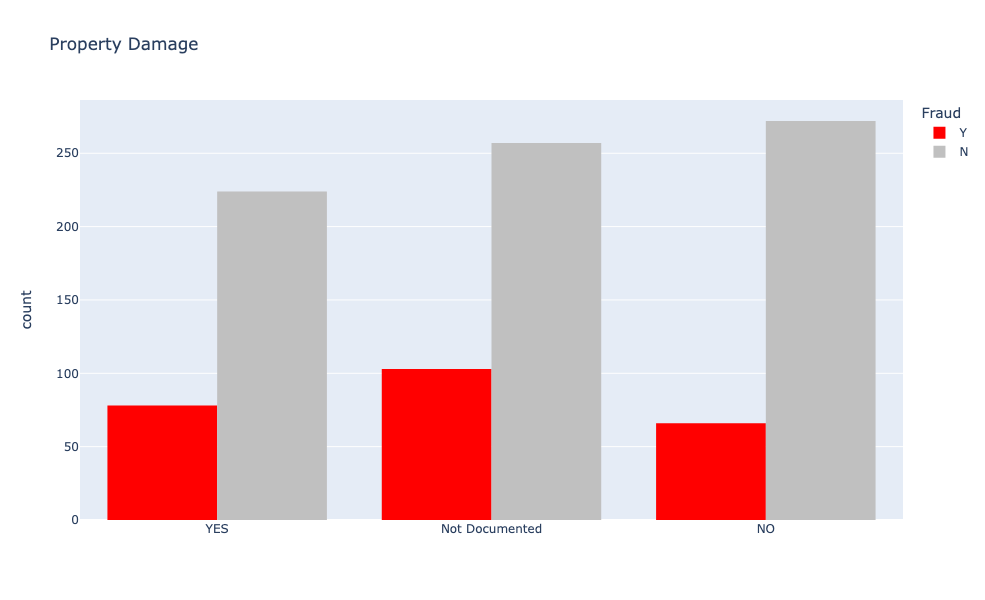 Property Damage
Fraud
Y
N
count
250
200
150
100
50
0
YES
Not Documented
NO